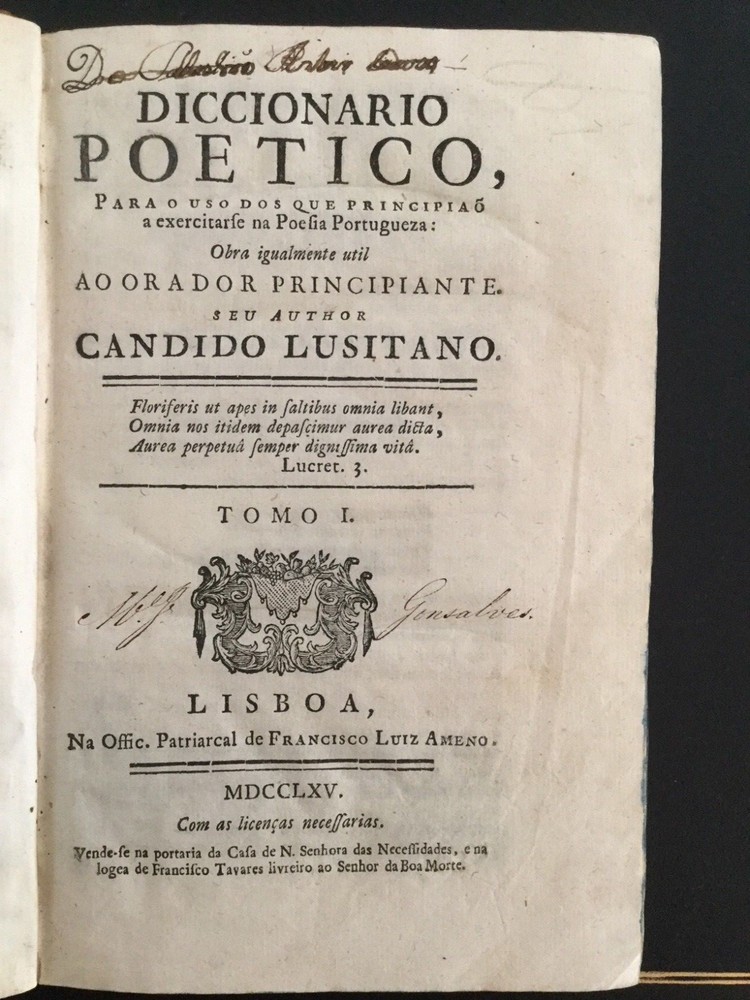 De
DICCIONARIO
POETICO,
PARA O USO DOS QUE PRINCIPIAÕ
a exercitarſe na Poeſia Portugueza:
Obra igualmente util
AO ORADOR PRINCIPIANTE.
SEU AUTHOR
CANDIDO LUSITANO.
Floriferis ut apes in ſaltibus omnia libant,
Omnia nos itidem depaſcimur aurea dicta,
Aurea perpetuâ ſemper digniſſima vitâ.
Lucret. 3.
TOMO I.
Gonsalves.
LISBOA,
Na Offic. Patriarcal de FRANCISCO LUIZ AMENO.
MDCCLXV.
Com as licenças neceſſarias.
Vende-ſe na portaria da Caſa de N. Senhora das Neceſſidades, e na
logea de Franciſco Tavares livreiro ao Senhor da Boa Morte.